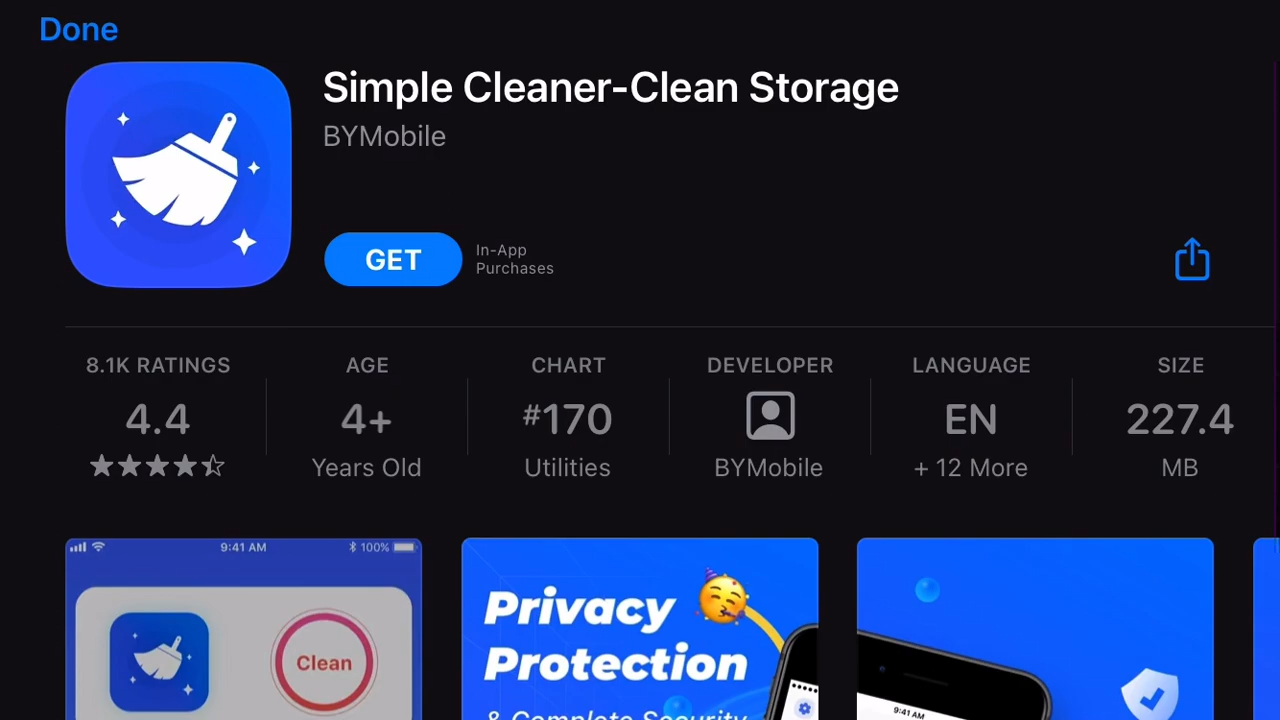 Done
Simple Cleaner-Clean Storage
BYMobile
GET
In-App
Purchases
8.1K RATINGS
4.4
AGE
4+
Years Old
CHART
#170
Utilities
DEVELOPER
BYMobile
LANGUAGE
EN
+ 12 More
SIZE
227.4
MB
9:41 AM
100%
Clean
Privacy
Protection
& Complete Security
9:41 AM